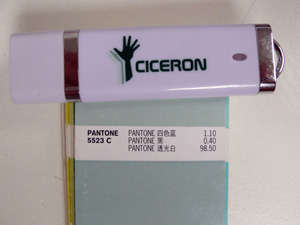 CICERON
PANTONE PANTONE 四色蓝 1.10
5523 C PANTONE 黑 0.40
PANTONE 透光白 98.50